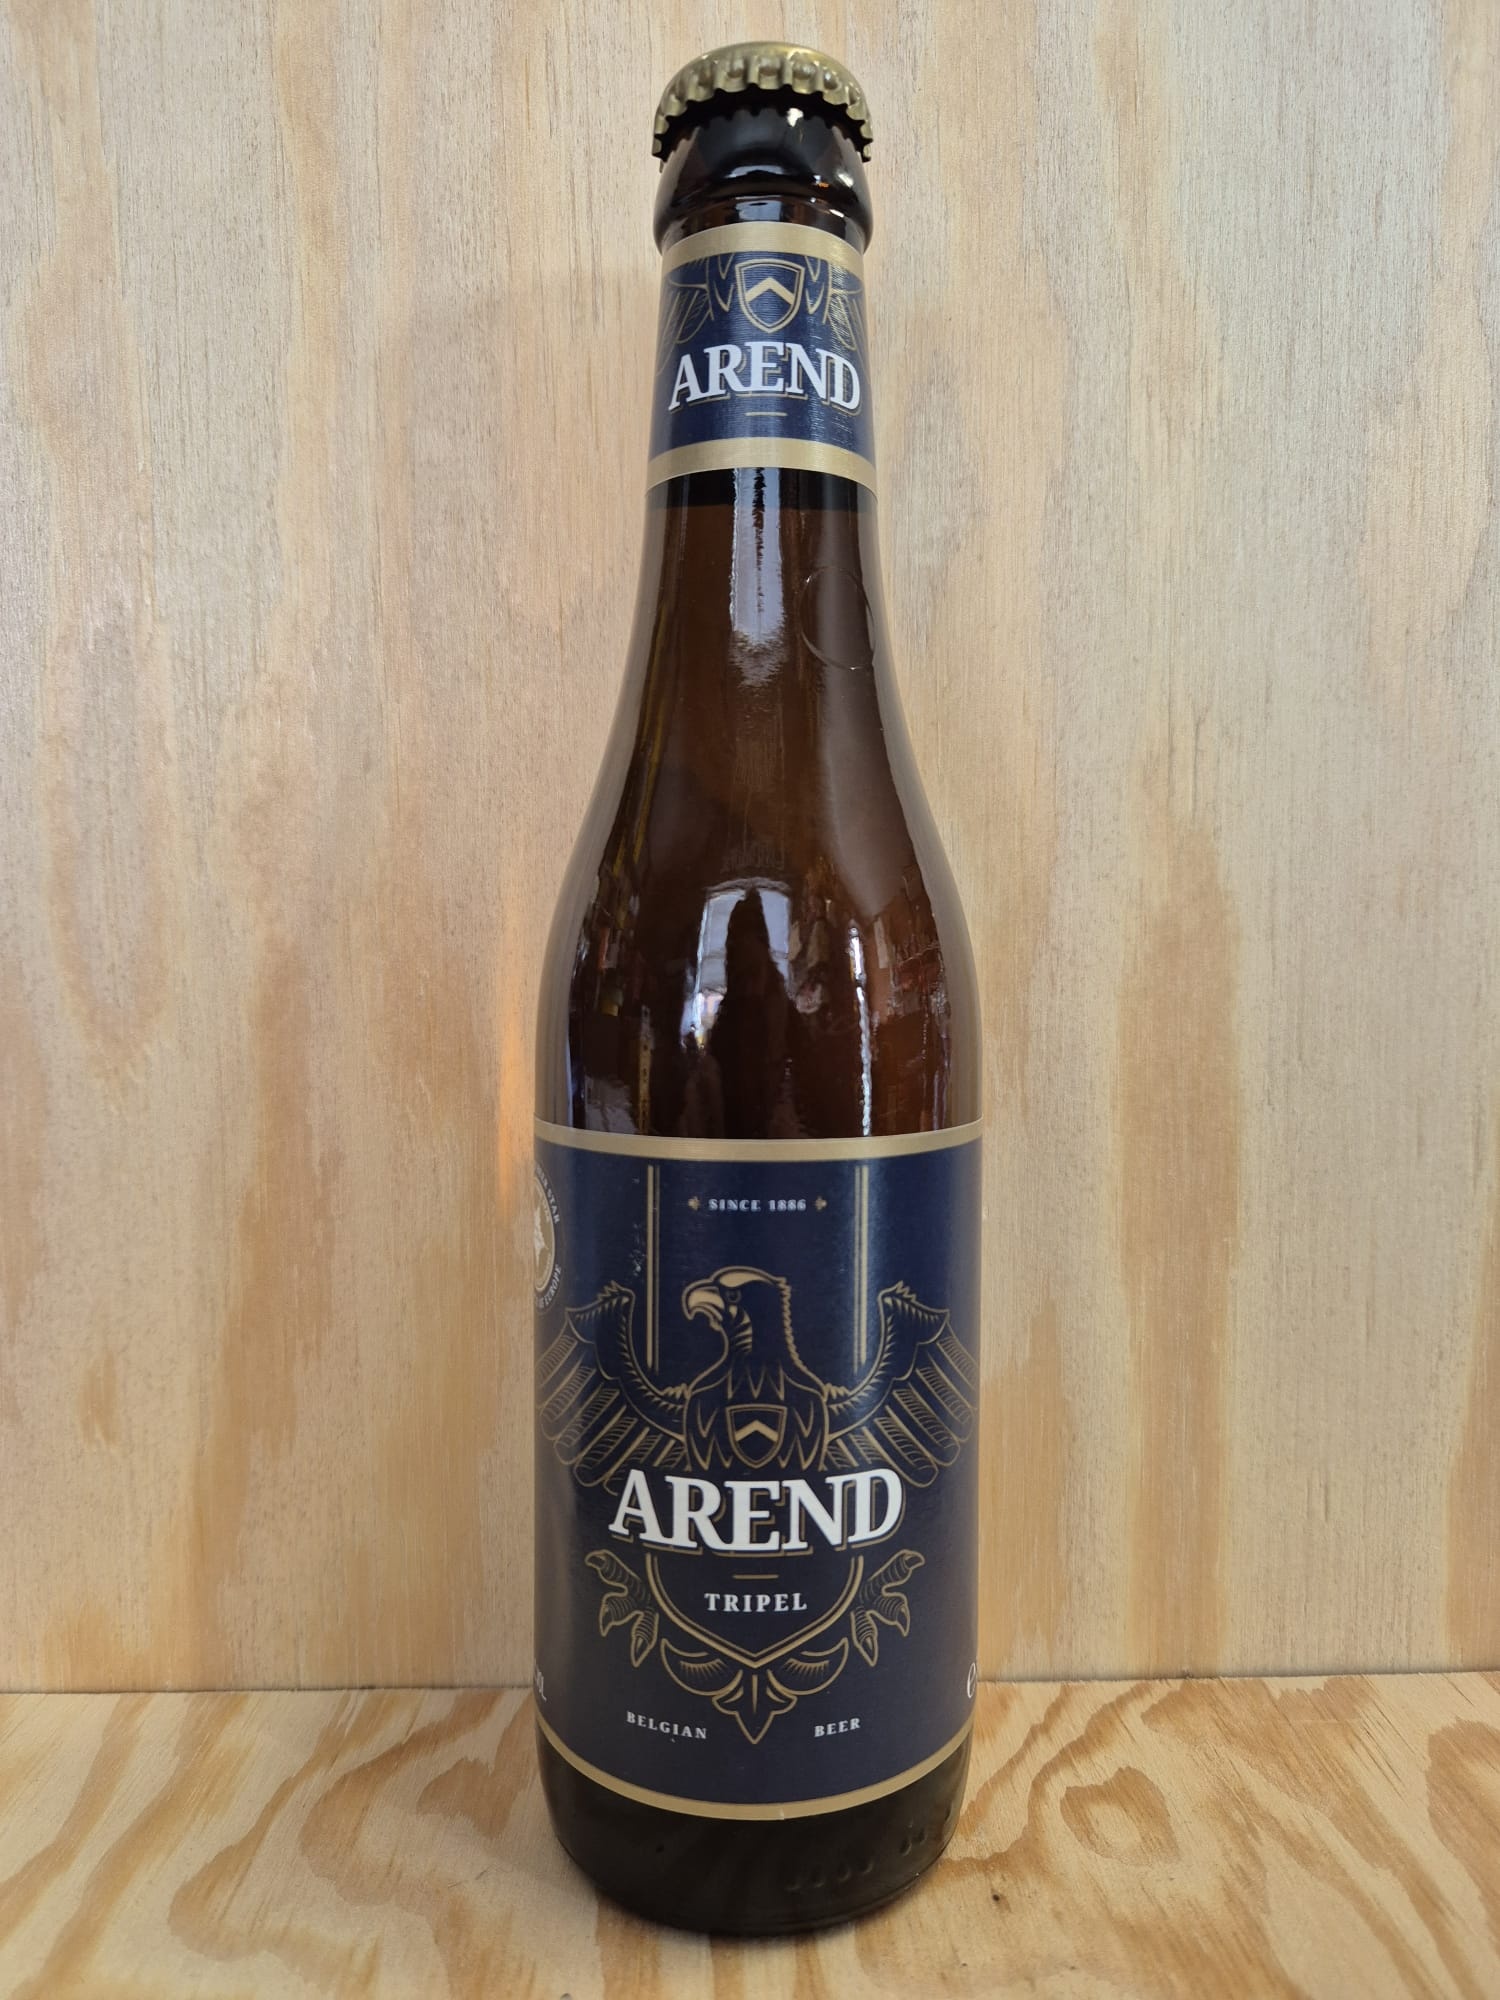 AREND
SINCE 1886
AREND
TRIPEL
BELGIAN BEER